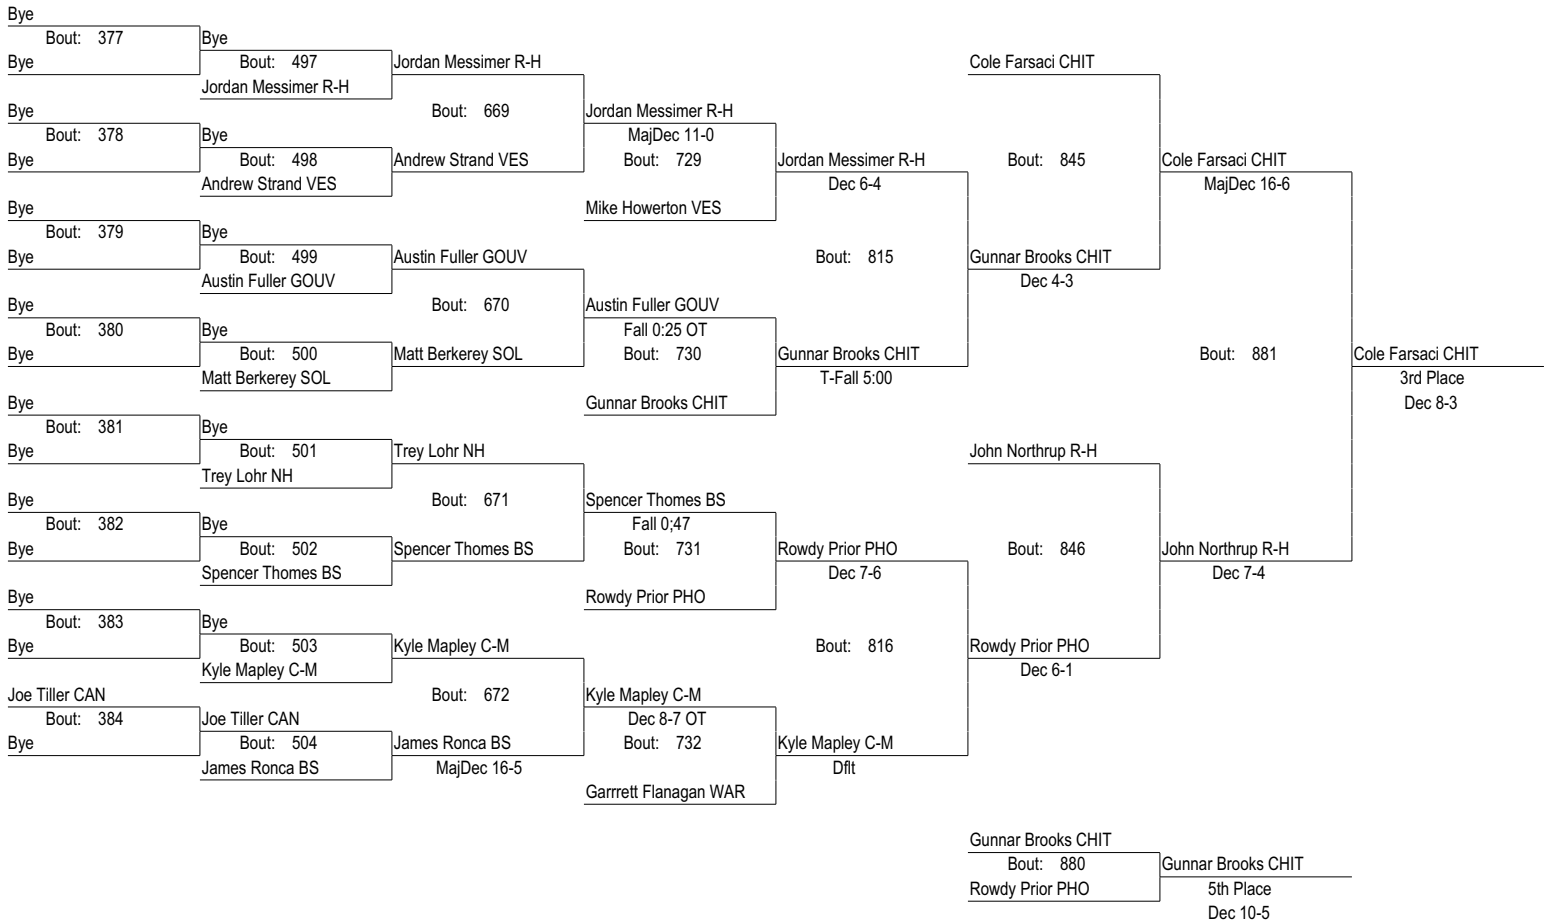 Bye
Bout: 377
Bye
Bye
Bout: 497
Jordan Messimer R-H
Jordan Messimer R-H
Bye
Bout: 378
Bye
Bye
Bout: 498
Andrew Strand VES
Andrew Strand VES
Bout: 669
Jordan Messimer R-H
MajDec 11-0
Bout: 729
Mike Howerton VES
Jordan Messimer R-H
Dec 6-4
Bye
Bout: 379
Bye
Bye
Bout: 499
Austin Fuller GOUV
Austin Fuller GOUV
Bye
Bout: 380
Bye
Bye
Bout: 500
Matt Berkerey SOL
Matt Berkerey SOL
Bout: 670
Austin Fuller GOUV
Fall 0:25 OT
Bout: 730
Gunnar Brooks CHIT
Gunnar Brooks CHIT
T-Fall 5:00
Bout: 815
Gunnar Brooks CHIT
Dec 4-3
Cole Farsaci CHIT
Bout: 845
Cole Farsaci CHIT
MajDec 16-6
Bye
Bout: 381
Bye
Bye
Bout: 501
Trey Lohr NH
Trey Lohr NH
Bye
Bout: 382
Bye
Bye
Bout: 502
Spencer Thomes BS
Spencer Thomes BS
Bout: 671
Spencer Thomes BS
Fall 0;47
Bout: 731
Rowdy Prior PHO
Rowdy Prior PHO
Dec 7-6
Bye
Bout: 383
Bye
Bye
Bout: 503
Kyle Mapley C-M
Kyle Mapley C-M
Joe Tiller CAN
Bout: 384
Bye
Joe Tiller CAN
Bout: 504
James Ronca BS
James Ronca BS
MajDec 16-5
Bout: 672
Kyle Mapley C-M
Dec 8-7 OT
Bout: 732
Garrrett Flanagan WAR
Kyle Mapley C-M
Dflt
Bout: 816
Rowdy Prior PHO
Dec 6-1
John Northrup R-H
Bout: 846
John Northrup R-H
Dec 7-4
Bout: 881
Cole Farsaci CHIT
3rd Place
Dec 8-3
Gunnar Brooks CHIT
Bout: 880
Rowdy Prior PHO
Gunnar Brooks CHIT
5th Place
Dec 10-5